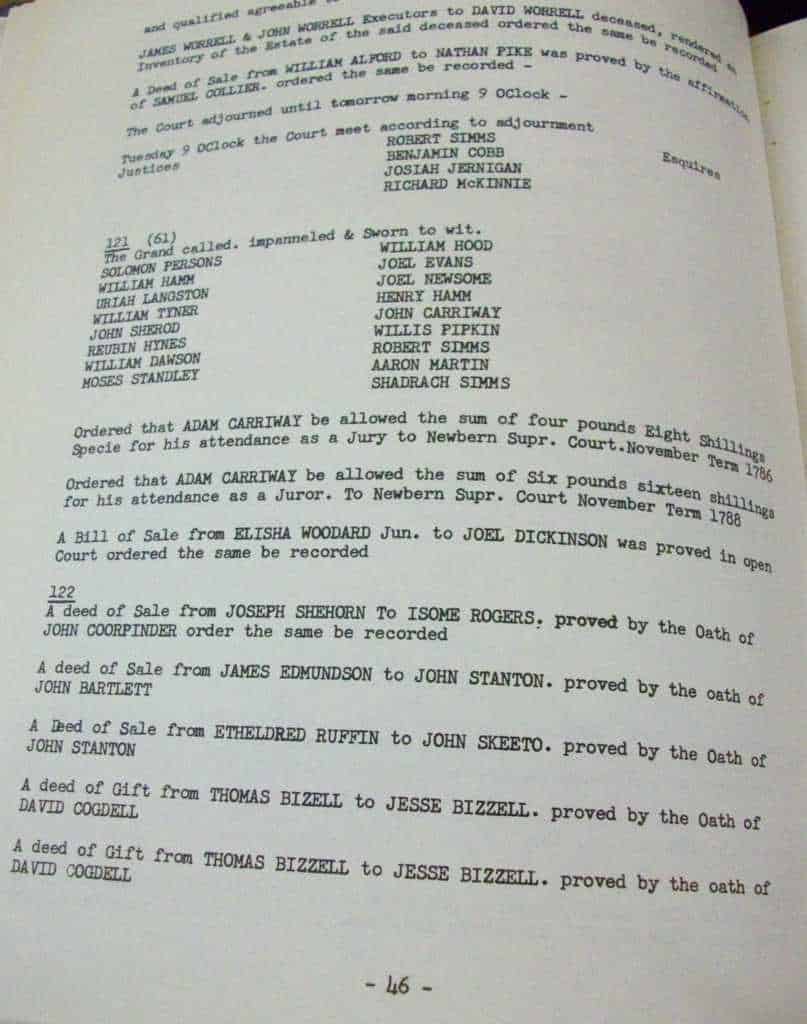 and qualified agreeable to
JAMES WORRELL & JOHN WORRELL Executors to DAVID WORRELL deceased, rendered an
Inventory of the Estate of the said deceased ordered the same be recorded
A Deed of Sale from WILLIAM ALFORD to NATHAN PIKE was proved by the affirmation
of SAMUEL COLLIER. ordered the same be recorded -
The Court adjourned until tomorrow morning 9 OClock -
Tuesday 9 OClock the Court meet according to adjournment
Justices ROBERT SIMMS Esquires
BENJAMIN COBB
JOSIAH JERNIGAN
RICHARD McKINNIE
121 (61)
The Grand called. impanneled & Sworn to wit.
SOLOMON PERSONS WILLIAM HOOD
WILLIAM HAMM JOEL EVANS
URIAH LANGSTON JOEL NEWSOME
WILLIAM TYNER HENRY HAMM
JOHN SHEROD JOHN CARRIWAY
REUBIN HYNES WILLIS PIPKIN
WILLIAM DAWSON ROBERT SIMMS
MOSES STANDLEY AARON MARTIN
SHADRACH SIMMS
Ordered that ADAM CARRIWAY be allowed the sum of four pounds Eight Shillings
Specie for his attendance as a Jury to Newbern Supr. Court.November Term 1786
Ordered that ADAM CARRIWAY be allowed the sum of Six pounds sixteen shillings
for his attendance as a Juror. To Newbern Supr. Court November Term 1788
A Bill of Sale from ELISHA WOODARD Jun. to JOEL DICKINSON was proved in open
Court ordered the same be recorded
122
A deed of Sale from JOSEPH SHEHORN To ISOME ROGERS. proved by the Oath of
JOHN COORPINDER order the same be recorded
A deed of Sale from JAMES EDMUNDSON to JOHN STANTON. proved by the oath of
JOHN BARTLETT
A Deed of Sale from ETHELDRED RUFFIN to JOHN SKEETO. proved by the Oath of
JOHN STANTON
A deed of Gift from THOMAS BIZELL to JESSE BIZZELL. proved by the Oath of
DAVID COGDELL
A deed of Gift from THOMAS BIZZELL to JESSE BIZZELL. proved by the oath of
DAVID COGDELL
- 46 -